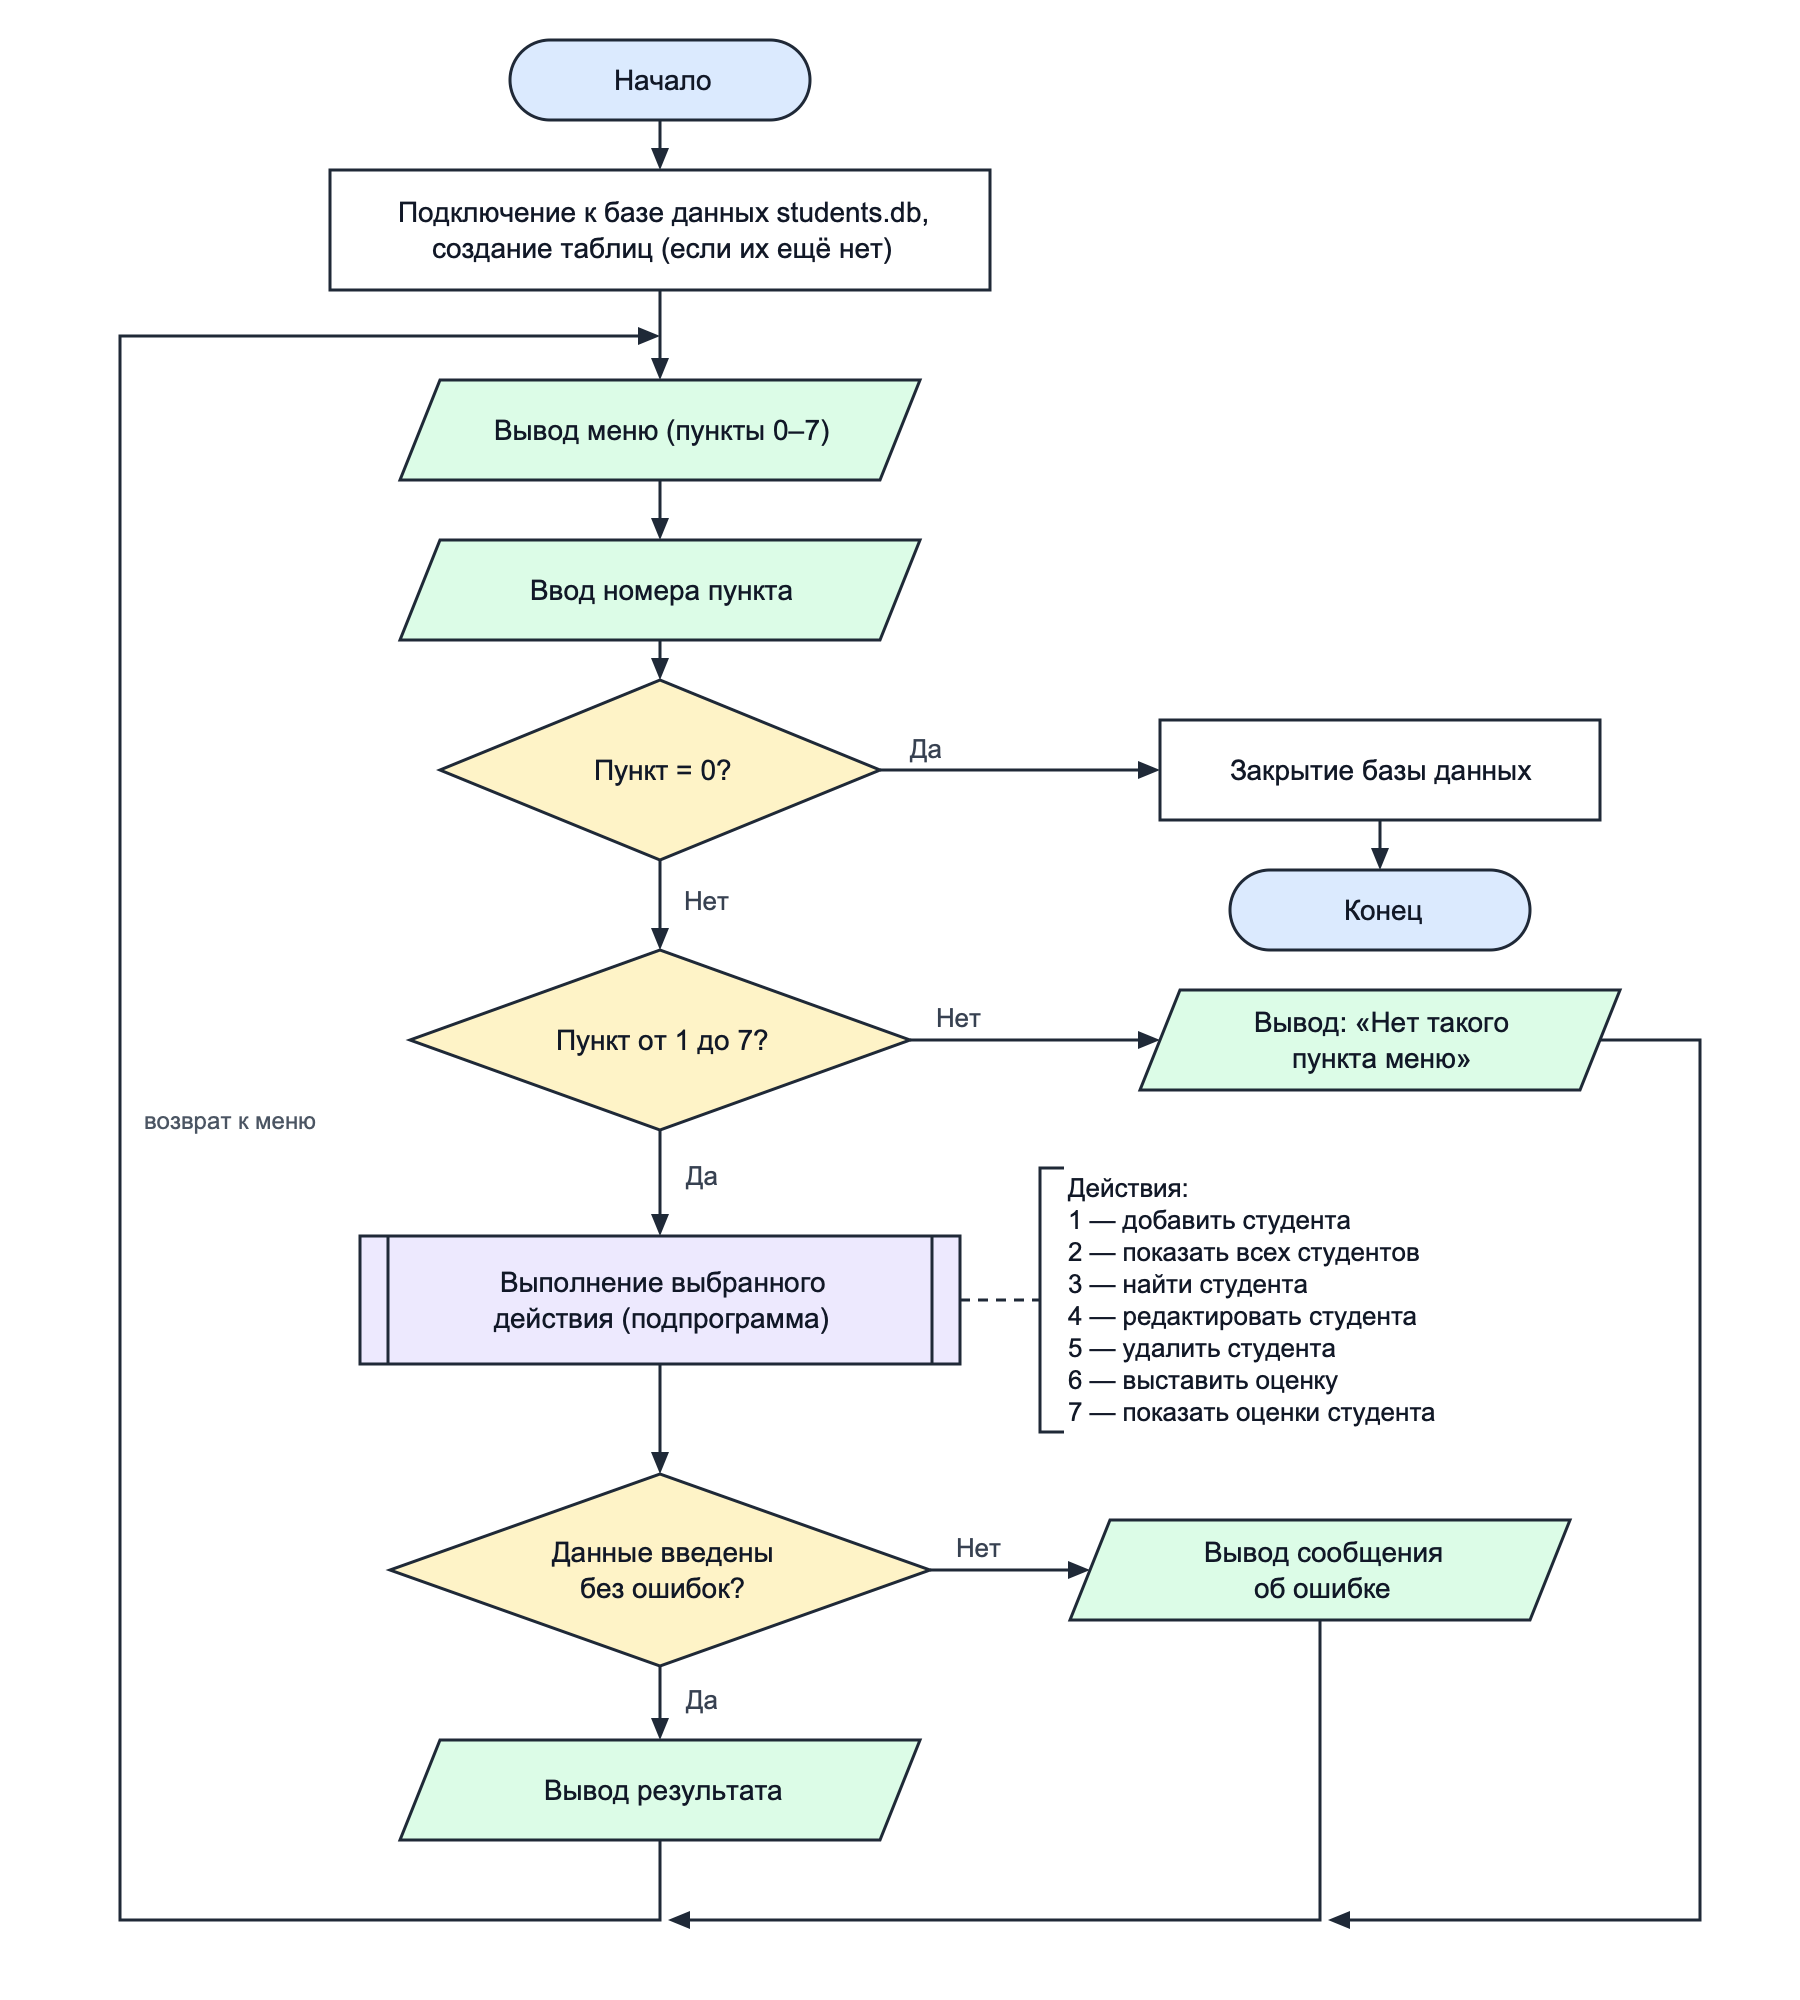 Начало
Подключение к базе данных students.db,
создание таблиц (если их ещё нет)
Вывод меню (пункты 0–7)
Ввод номера пункта
Пункт = 0?
Да
Закрытие базы данных
Нет
Конец
Пункт от 1 до 7?
Нет
Вывод: «Нет такого
пункта меню»
возврат к меню
Да
Действия:
1 — добавить студента
2 — показать всех студентов
3 — найти студента
4 — редактировать студента
5 — удалить студента
6 — выставить оценку
7 — показать оценки студента
Выполнение выбранного
действия (подпрограмма)
Данные введены
без ошибок?
Нет
Вывод сообщения
об ошибке
Да
Вывод результата